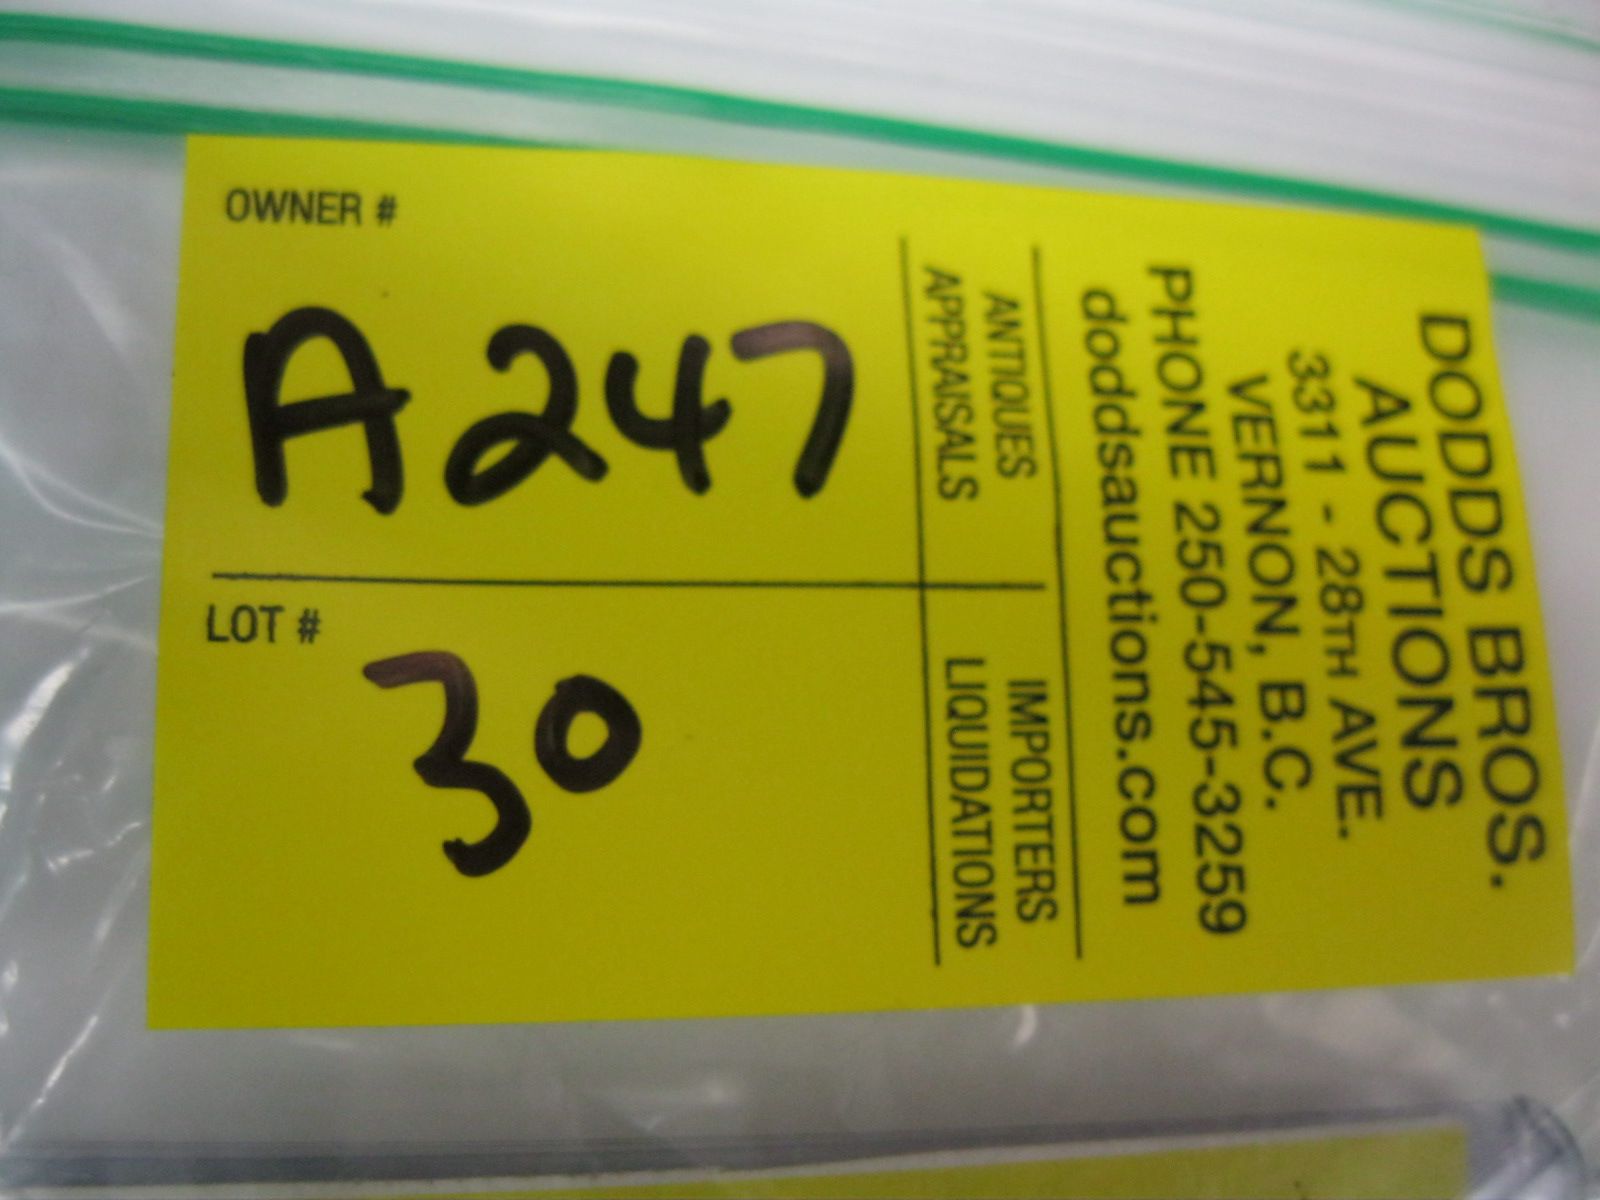 OWNER #
A247
LOT #
30
DODDS BROS.
AUCTIONS
3311 - 28TH AVE.
VERNON, B.C.
PHONE 250-545-3259
doddsauctions.com
ANTIQUES
APPRAISALS
IMPORTERS
LIQUIDATIONS